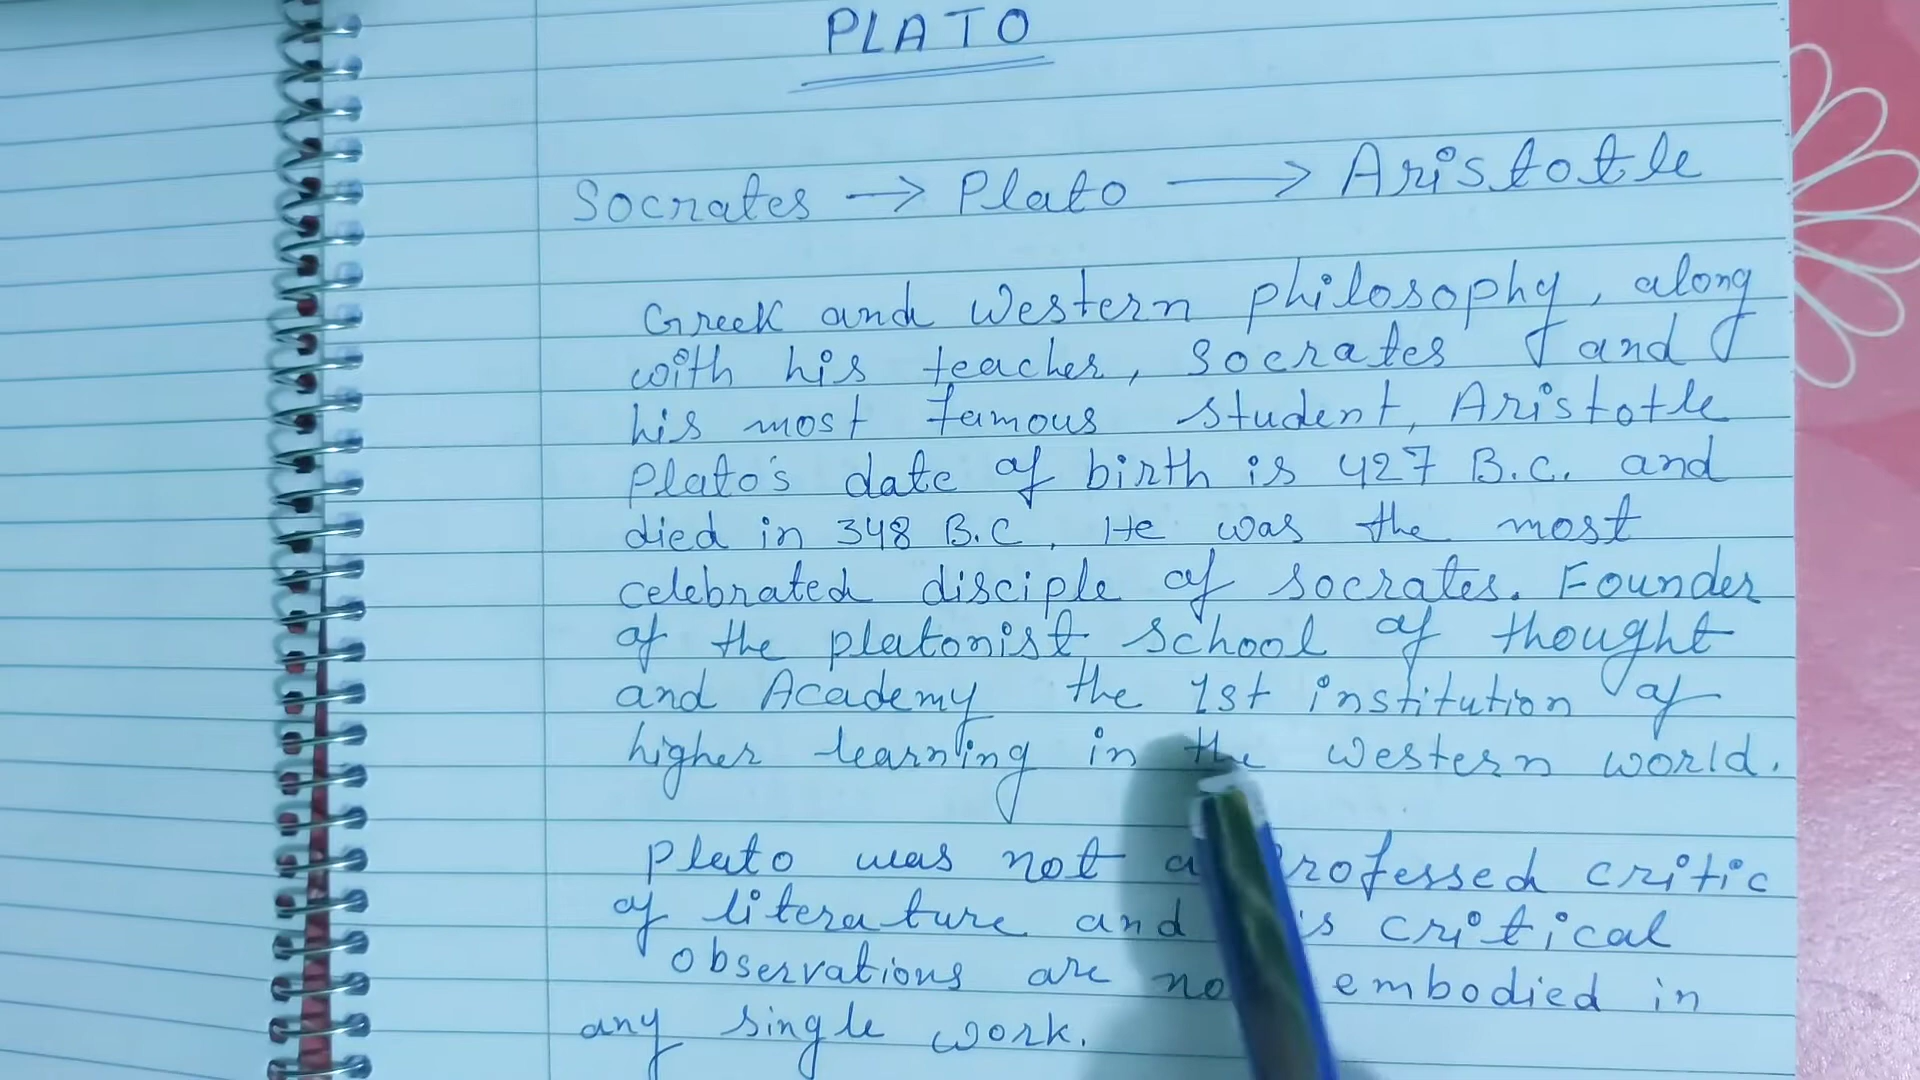 PLATO
Socrates → Plato → Aristotle
Greek and Western philosophy, along
with his teacher, Socrates and
his most famous student, Aristotle
Plato's date of birth is 427 B.C. and
died in 348 B.C. He was the most
celebrated disciple of Socrates. Founder
of the platonist school of thought
and Academy the 1st institution of
higher learning in the western world.
Plato was not a professed critic
of literature and critical
observations are embodied in
any single work.